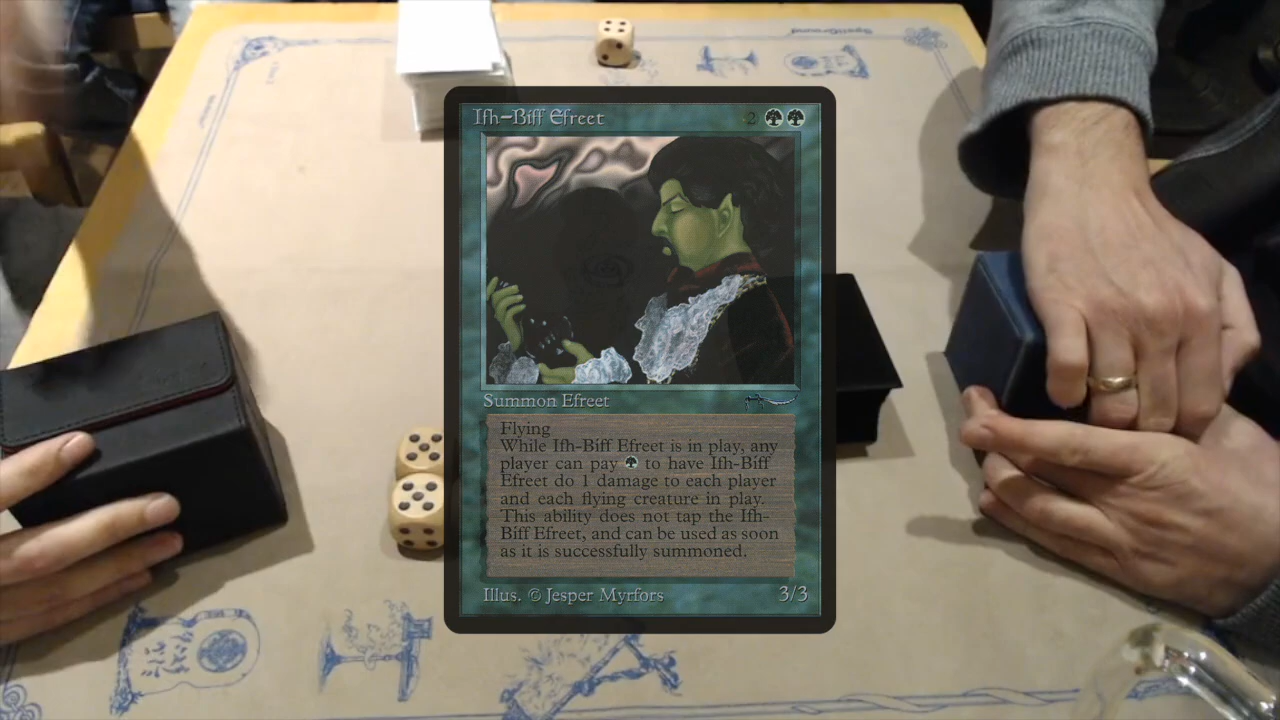 Ifh-Biff Efreet
2
Summon Efreet
Flying
While Ifh-Biff Efreet is in play, any
player can pay to have Ifh-Biff
Efreet do 1 damage to each player
and each flying creature in play.
This ability does not tap the Ifh-
Biff Efreet, and can be used as soon
as it is successfully summoned.
Illus. © Jesper Myrfors
3/3